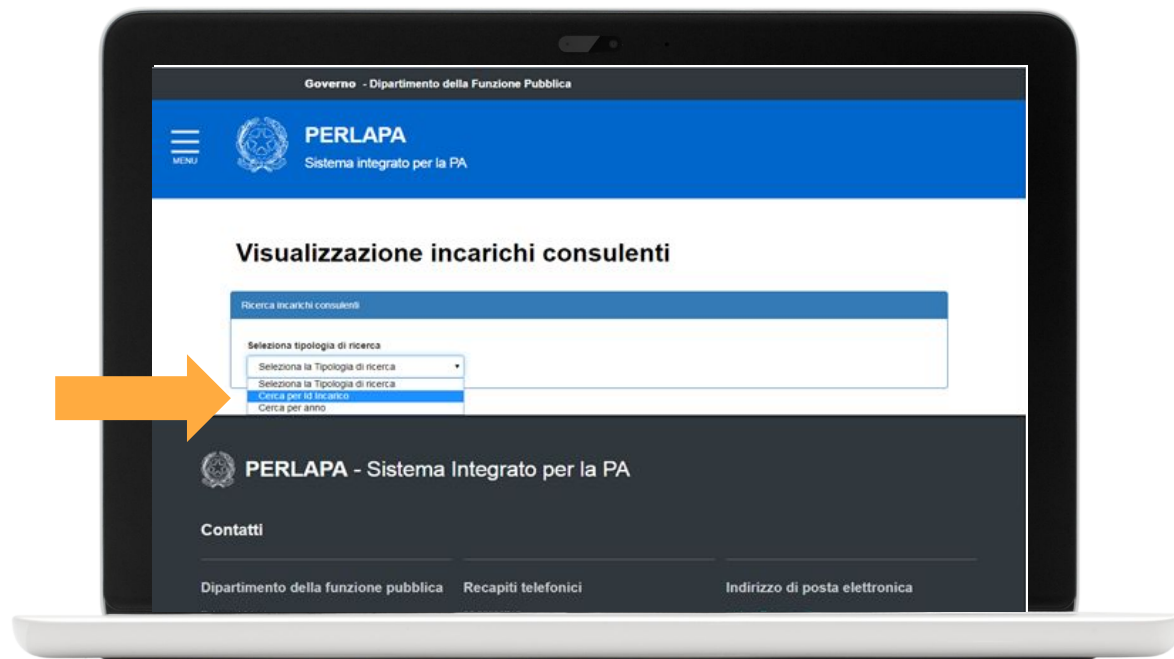 Governo - Dipartimento della Funzione Pubblica
MENU
PERLAPA
Sistema integrato per la PA
Visualizzazione incarichi consulenti
Ricerca incarichi consulenti
Seleziona tipologia di ricerca
Seleziona la Tipologia di ricerca
Seleziona la Tipologia di ricerca
Cerca per Id Incarico
Cerca per anno
PERLAPA - Sistema Integrato per la PA
Contatti
Dipartimento della funzione pubblica Recapiti telefonici Indirizzo di posta elettronica